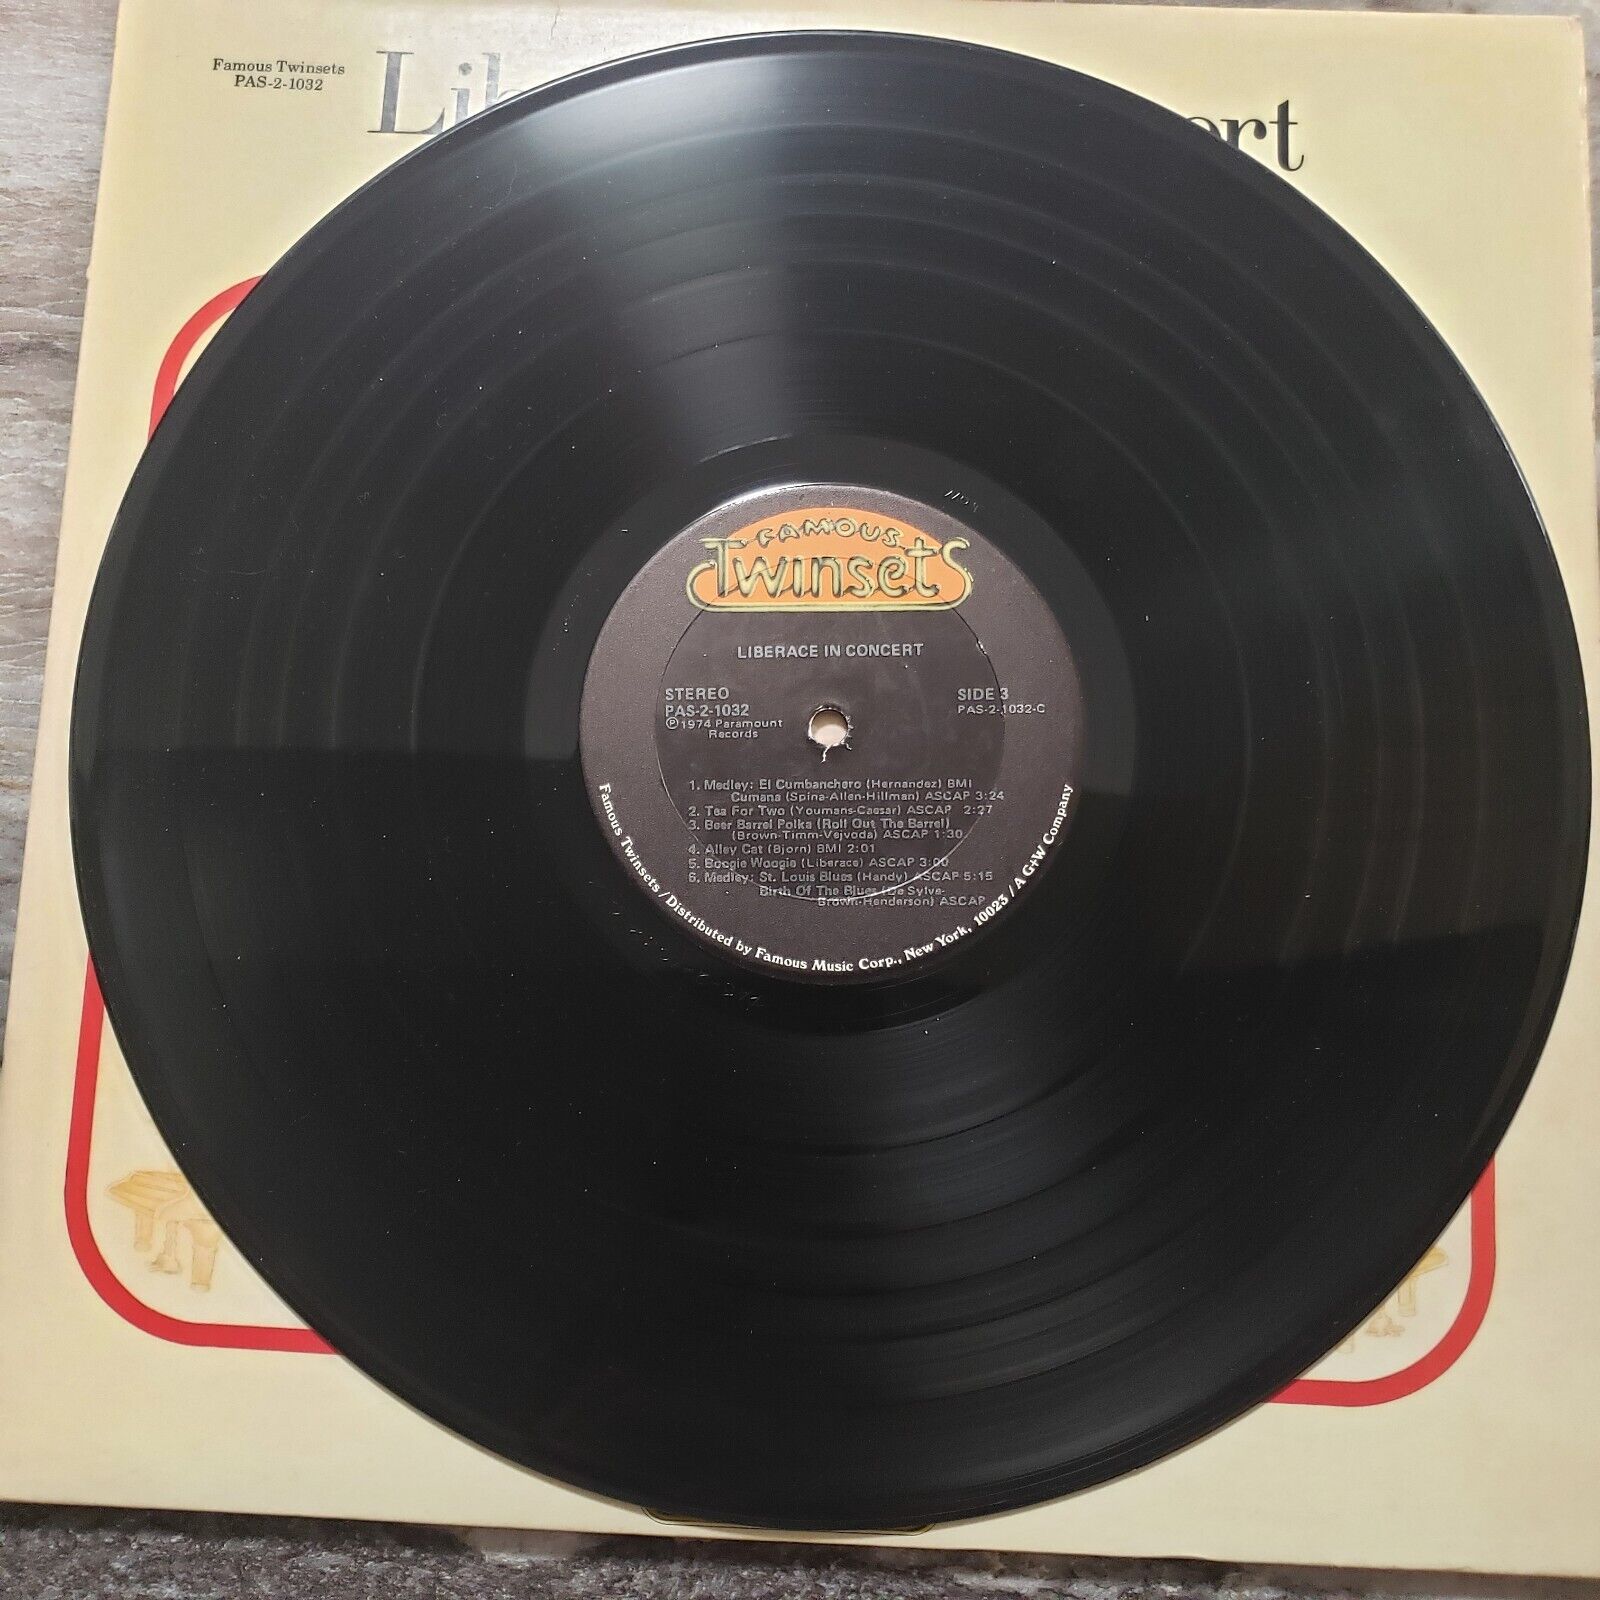 Famous Twinsets
PAS-2-1032
Lib ert
FAMOUS
Twinsets
LIBERACE IN CONCERT
STEREO
PAS-2-1032
Ⓟ1974 Paramount
Records
SIDE 3
PAS-2-1032-C
1. Medley: El Cumbanchero (Hernandez) BMI
Cumana (Spina-Allen-Hillman) ASCAP 3:24
2. Tea For Two (Youmans-Caesar) ASCAP 2:27
3. Beer Barrel Polka (Roll Out The Barrel)
(Brown-Timm-Vejvoda) ASCAP 1:30
4. Alley Cat (Bjorn) BMI 2:01
5. Boogie Woogie (Liberace) ASCAP 3:00
6. Medley: St. Louis Blues (Handy) ASCAP 5:15
Birth Of The Blues (De Sylva-
Brown-Henderson) ASCAP
Famous Twinsets/Distributed by Famous Music Corp., New York, 10023/A G+W Company